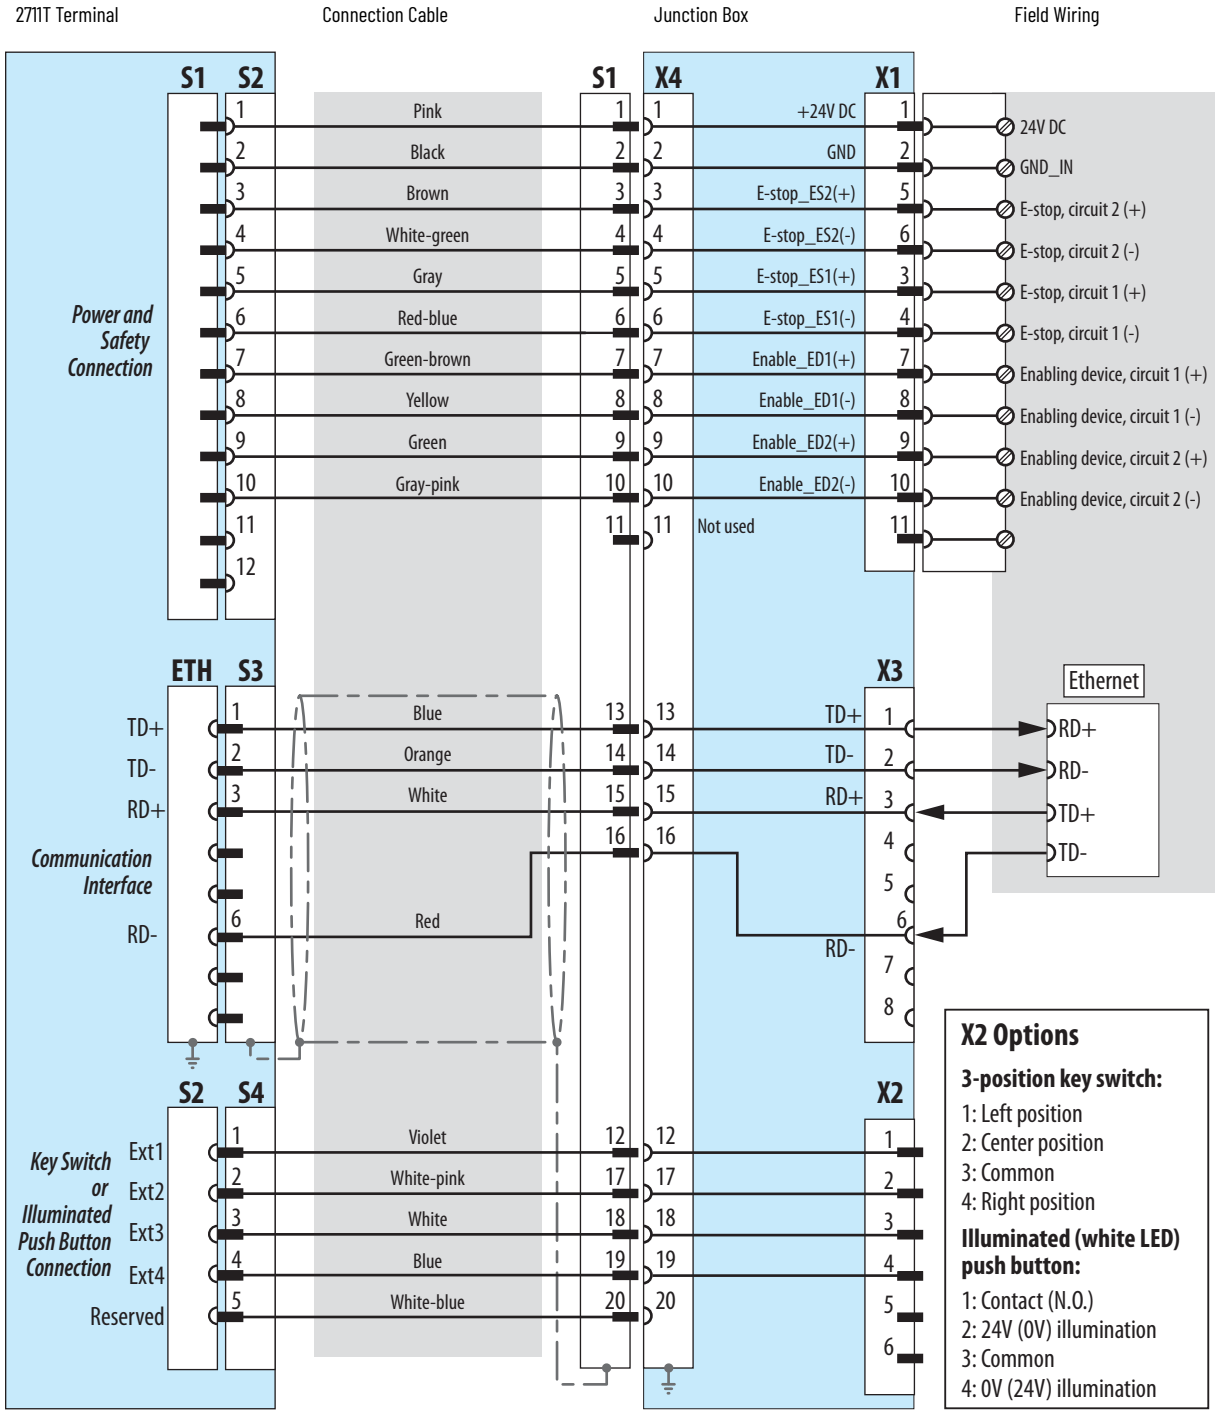 2711T Terminal
Connection Cable
Junction Box
Field Wiring
S1 S2 S1 X4 X1
1 Pink 1 1 +24V DC 1 24V DC
2 Black 2 2 GND 2 GND_IN
3 Brown 3 3 E-stop_ES2(+) 5 E-stop, circuit 2 (+)
4 White-green 4 4 E-stop_ES2(-) 6 E-stop, circuit 2 (-)
5 Gray 5 5 E-stop_ES1(+) 3 E-stop, circuit 1 (+)
6 Red-blue 6 6 E-stop_ES1(-) 4 E-stop, circuit 1 (-)
7 Green-brown 7 7 Enable_ED1(+) 7 Enabling device, circuit 1 (+)
8 Yellow 8 8 Enable_ED1(-) 8 Enabling device, circuit 1 (-)
9 Green 9 9 Enable_ED2(+) 9 Enabling device, circuit 2 (+)
10 Gray-pink 10 10 Enable_ED2(-) 10 Enabling device, circuit 2 (-)
11 11 11 Not used 11
12
Power and
Safety
Connection
ETH S3 X3
Ethernet
TD+ 1 Blue 13 13 TD+ 1 RD+
TD- 2 Orange 14 14 TD- 2 RD-
RD+ 3 White 15 15 RD+ 3 TD+
16 16 4 TD-
5
RD- 6 Red RD- 6
7
8
Communication
Interface
S2 S4 X2
Ext1 1 Violet 12 12 1
Ext2 2 White-pink 17 17 2
Ext3 3 White 18 18 3
Ext4 4 Blue 19 19 4
Reserved 5 White-blue 20 20 5
6
Key Switch
or
Illuminated
Push Button
Connection
X2 Options
3-position key switch:
1: Left position
2: Center position
3: Common
4: Right position
Illuminated (white LED)
push button:
1: Contact (N.O.)
2: 24V (0V) illumination
3: Common
4: 0V (24V) illumination